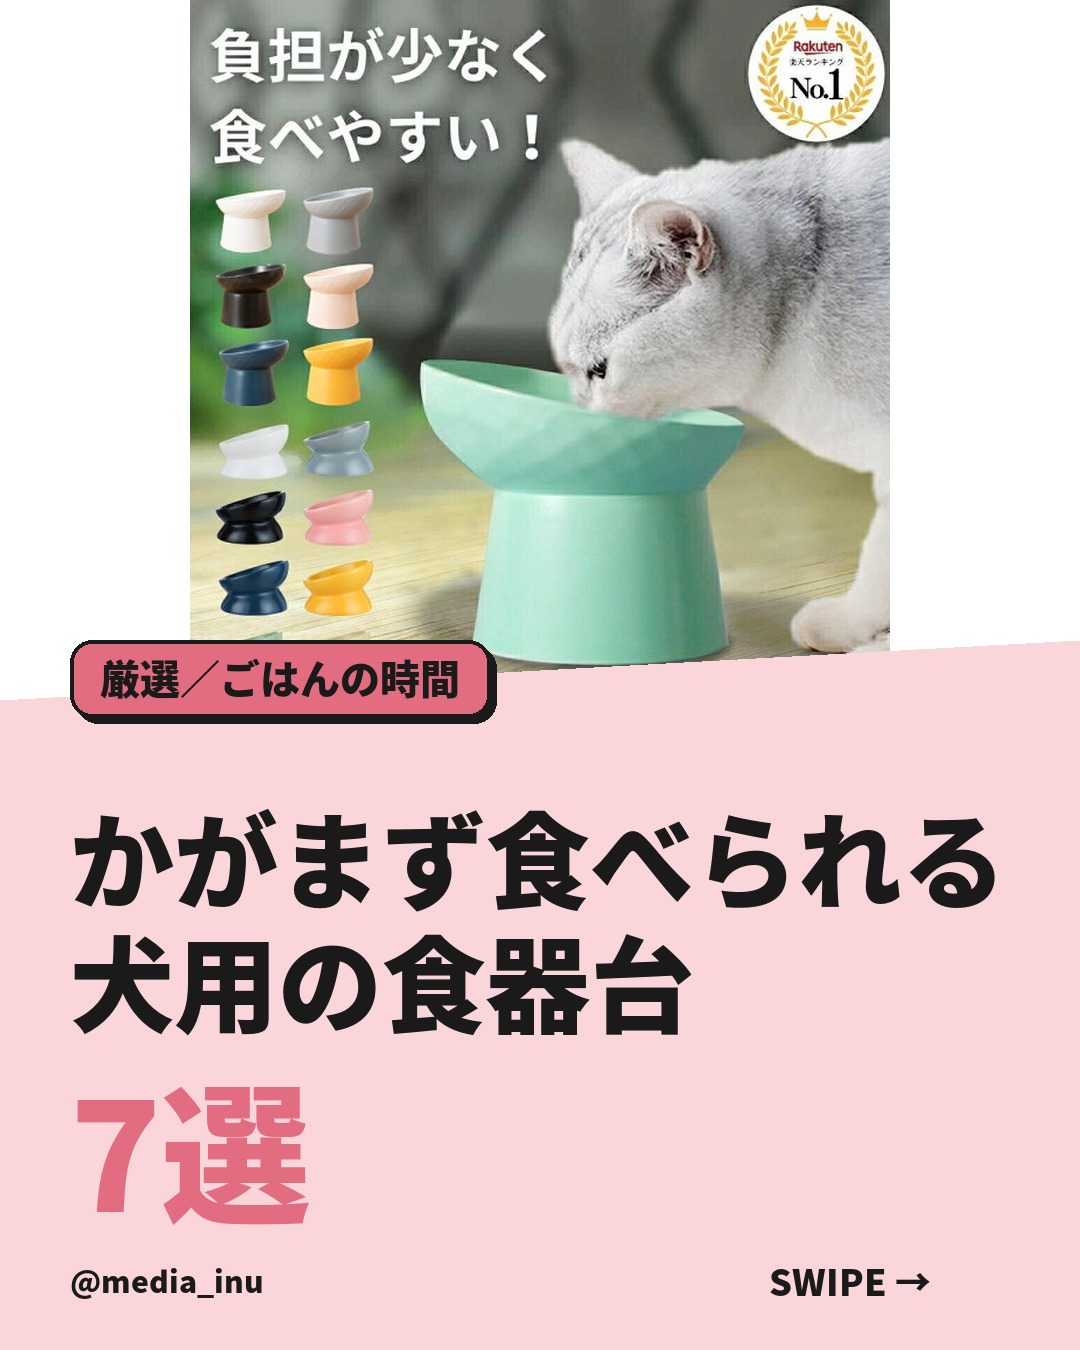 負担が少なく
食べやすい！
Rakuten
楽天ランキング
No.1
厳選／ごはんの時間
かがまず食べられる
犬用の食器台
7選
@media_inu
SWIPE →